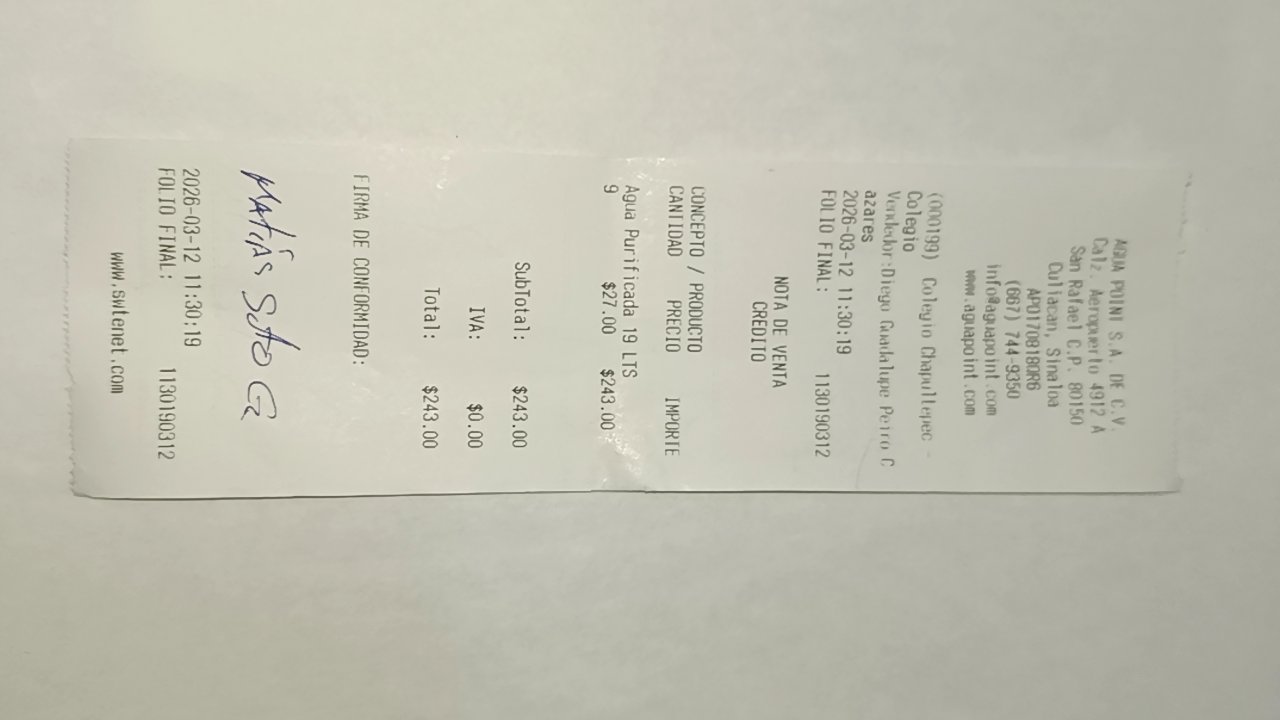 AGUA POINT S.A. DE C.V.
Calz. Aeropuerto 4912 A
San Rafael C.P. 80150
Culiacan, Sinaloa
APO170818DR6
(667) 744-9350
info@aguapoint.com
www.aguapoint.com
(000199) Colegio Chapultepec -
Colegio
Vendedor:Diego Guadalupe Peiro C
azares
2026-03-12 11:30:19
FOLIO FINAL: 1130190312
NOTA DE VENTA
CREDITO
CONCEPTO / PRODUCTO
CANTIDAD PRECIO IMPORTE
Agua Purificada 19 LTS
9 $27.00 $243.00
SubTotal: $243.00
IVA: $0.00
Total: $243.00
FIRMA DE CONFORMIDAD:
MATÍAS Soto G
2026-03-12 11:30:19
FOLIO FINAL: 1130190312
www.swtenet.com